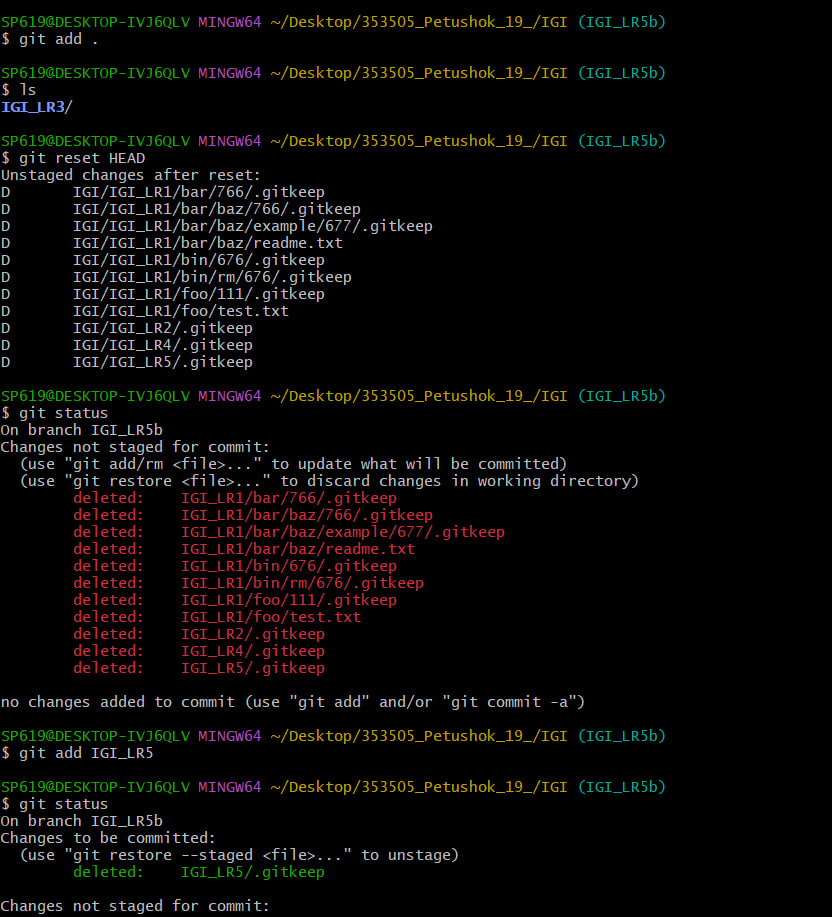 SP619@DESKTOP-IVJ6QLV MINGW64 ~/Desktop/353505_Petushok_19_/IGI (IGI_LR5b)
$ git add .
SP619@DESKTOP-IVJ6QLV MINGW64 ~/Desktop/353505_Petushok_19_/IGI (IGI_LR5b)
$ ls
IGI_LR3/
SP619@DESKTOP-IVJ6QLV MINGW64 ~/Desktop/353505_Petushok_19_/IGI (IGI_LR5b)
$ git reset HEAD
Unstaged changes after reset:
D       IGI/IGI_LR1/bar/766/.gitkeep
D       IGI/IGI_LR1/bar/baz/766/.gitkeep
D       IGI/IGI_LR1/bar/baz/example/677/.gitkeep
D       IGI/IGI_LR1/bar/baz/readme.txt
D       IGI/IGI_LR1/bin/676/.gitkeep
D       IGI/IGI_LR1/bin/rm/676/.gitkeep
D       IGI/IGI_LR1/foo/111/.gitkeep
D       IGI/IGI_LR1/foo/test.txt
D       IGI/IGI_LR2/.gitkeep
D       IGI/IGI_LR4/.gitkeep
D       IGI/IGI_LR5/.gitkeep
SP619@DESKTOP-IVJ6QLV MINGW64 ~/Desktop/353505_Petushok_19_/IGI (IGI_LR5b)
$ git status
On branch IGI_LR5b
Changes not staged for commit:
  (use "git add/rm <file>..." to update what will be committed)
  (use "git restore <file>..." to discard changes in working directory)
        deleted:    IGI_LR1/bar/766/.gitkeep
        deleted:    IGI_LR1/bar/baz/766/.gitkeep
        deleted:    IGI_LR1/bar/baz/example/677/.gitkeep
        deleted:    IGI_LR1/bar/baz/readme.txt
        deleted:    IGI_LR1/bin/676/.gitkeep
        deleted:    IGI_LR1/bin/rm/676/.gitkeep
        deleted:    IGI_LR1/foo/111/.gitkeep
        deleted:    IGI_LR1/foo/test.txt
        deleted:    IGI_LR2/.gitkeep
        deleted:    IGI_LR4/.gitkeep
        deleted:    IGI_LR5/.gitkeep
no changes added to commit (use "git add" and/or "git commit -a")
SP619@DESKTOP-IVJ6QLV MINGW64 ~/Desktop/353505_Petushok_19_/IGI (IGI_LR5b)
$ git add IGI_LR5
SP619@DESKTOP-IVJ6QLV MINGW64 ~/Desktop/353505_Petushok_19_/IGI (IGI_LR5b)
$ git status
On branch IGI_LR5b
Changes to be committed:
  (use "git restore --staged <file>..." to unstage)
        deleted:    IGI_LR5/.gitkeep
Changes not staged for commit: